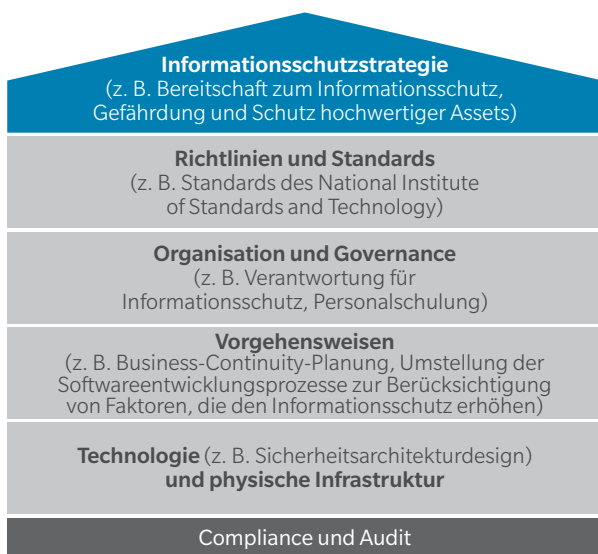 Informationsschutzstrategie
(z. B. Bereitschaft zum Informationsschutz,
Gefährdung und Schutz hochwertiger Assets)
Richtlinien und Standards
(z. B. Standards des National Institute
of Standards and Technology)
Organisation und Governance
(z. B. Verantwortung für
Informationsschutz, Personalschulung)
Vorgehensweisen
(z. B. Business-Continuity-Planung, Umstellung der
Softwareentwicklungsprozesse zur Berücksichtigung
von Faktoren, die den Informationsschutz erhöhen)
Technologie (z. B. Sicherheitsarchitekturdesign)
und physische Infrastruktur
Compliance und Audit